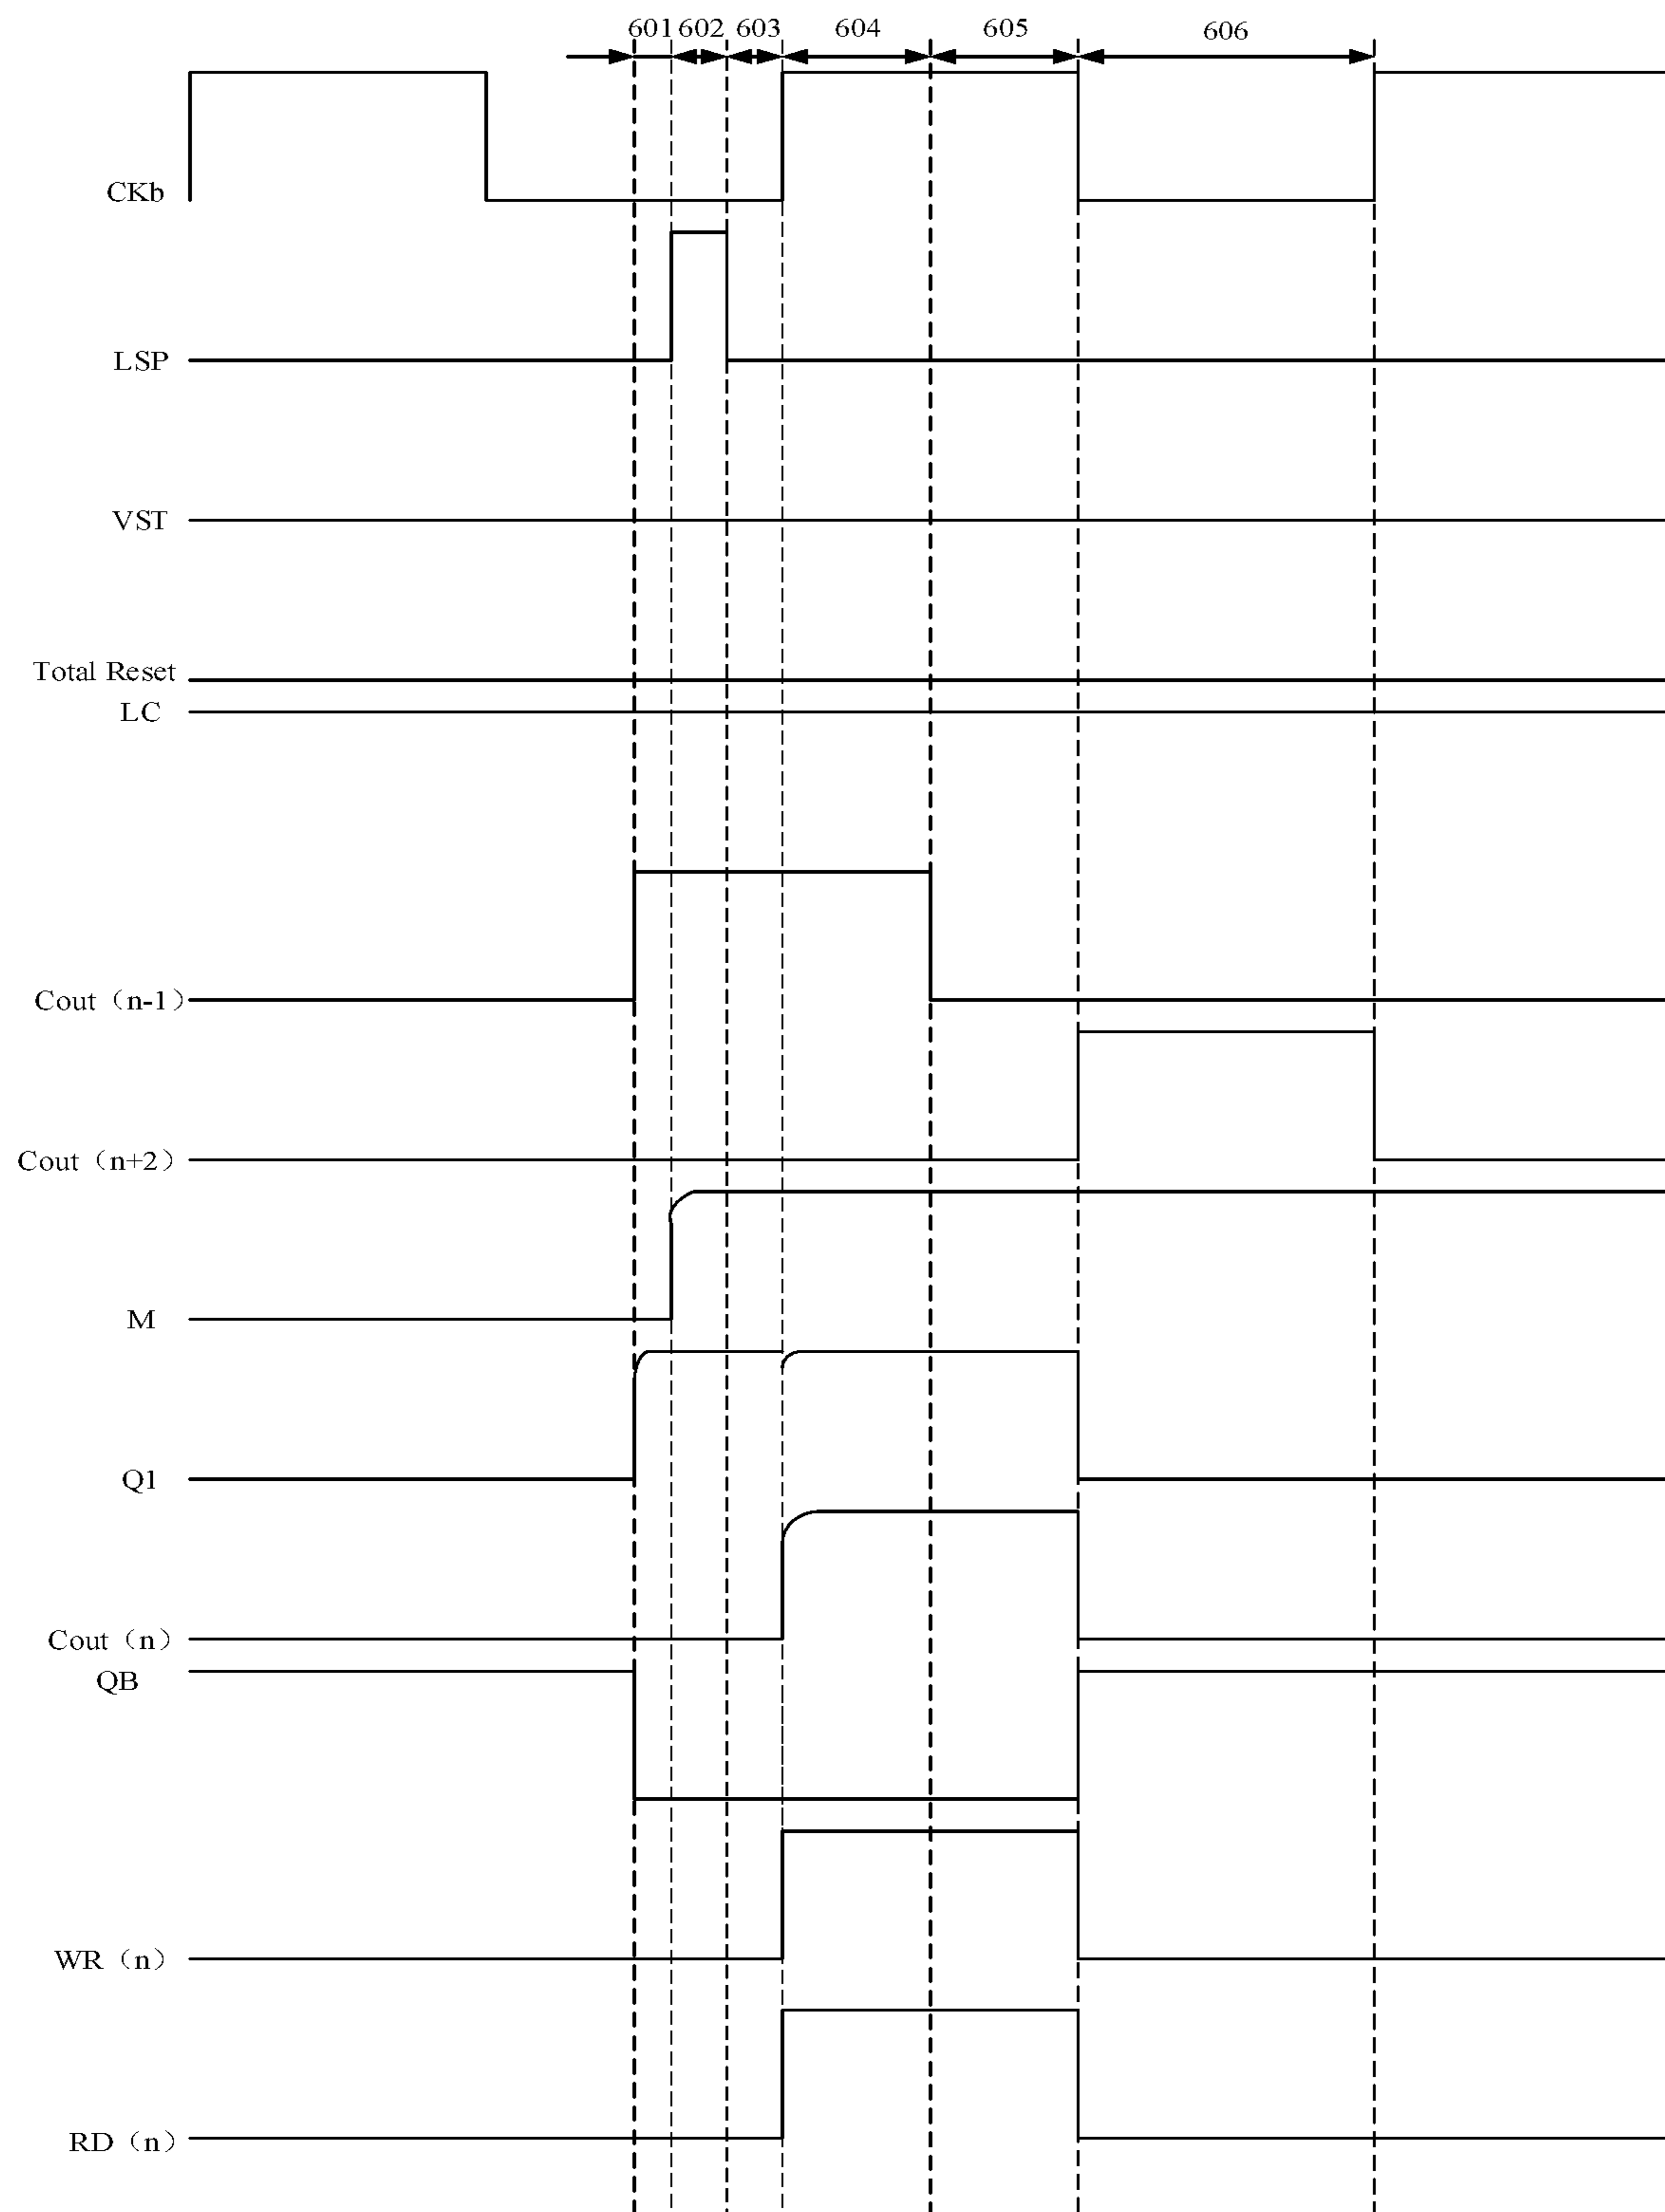 601 602 603 604 605 606
CKb
LSP
VST
Total Reset
LC
Cout（n-1）
Cout（n+2）
M
Q1
Cout（n）
QB
WR（n）
RD（n）